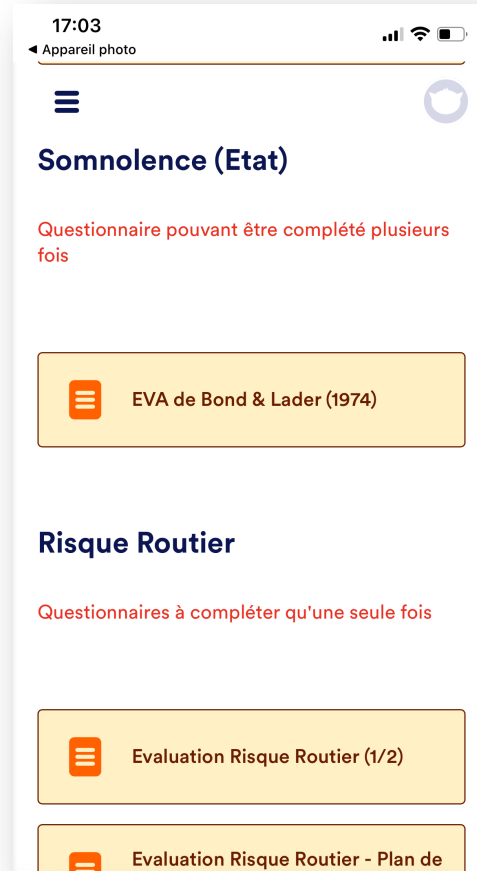 17:03
◀ Appareil photo
Somnolence (Etat)
Questionnaire pouvant être complété plusieurs
fois
EVA de Bond & Lader (1974)
Risque Routier
Questionnaires à compléter qu'une seule fois
Evaluation Risque Routier (1/2)
Evaluation Risque Routier - Plan de